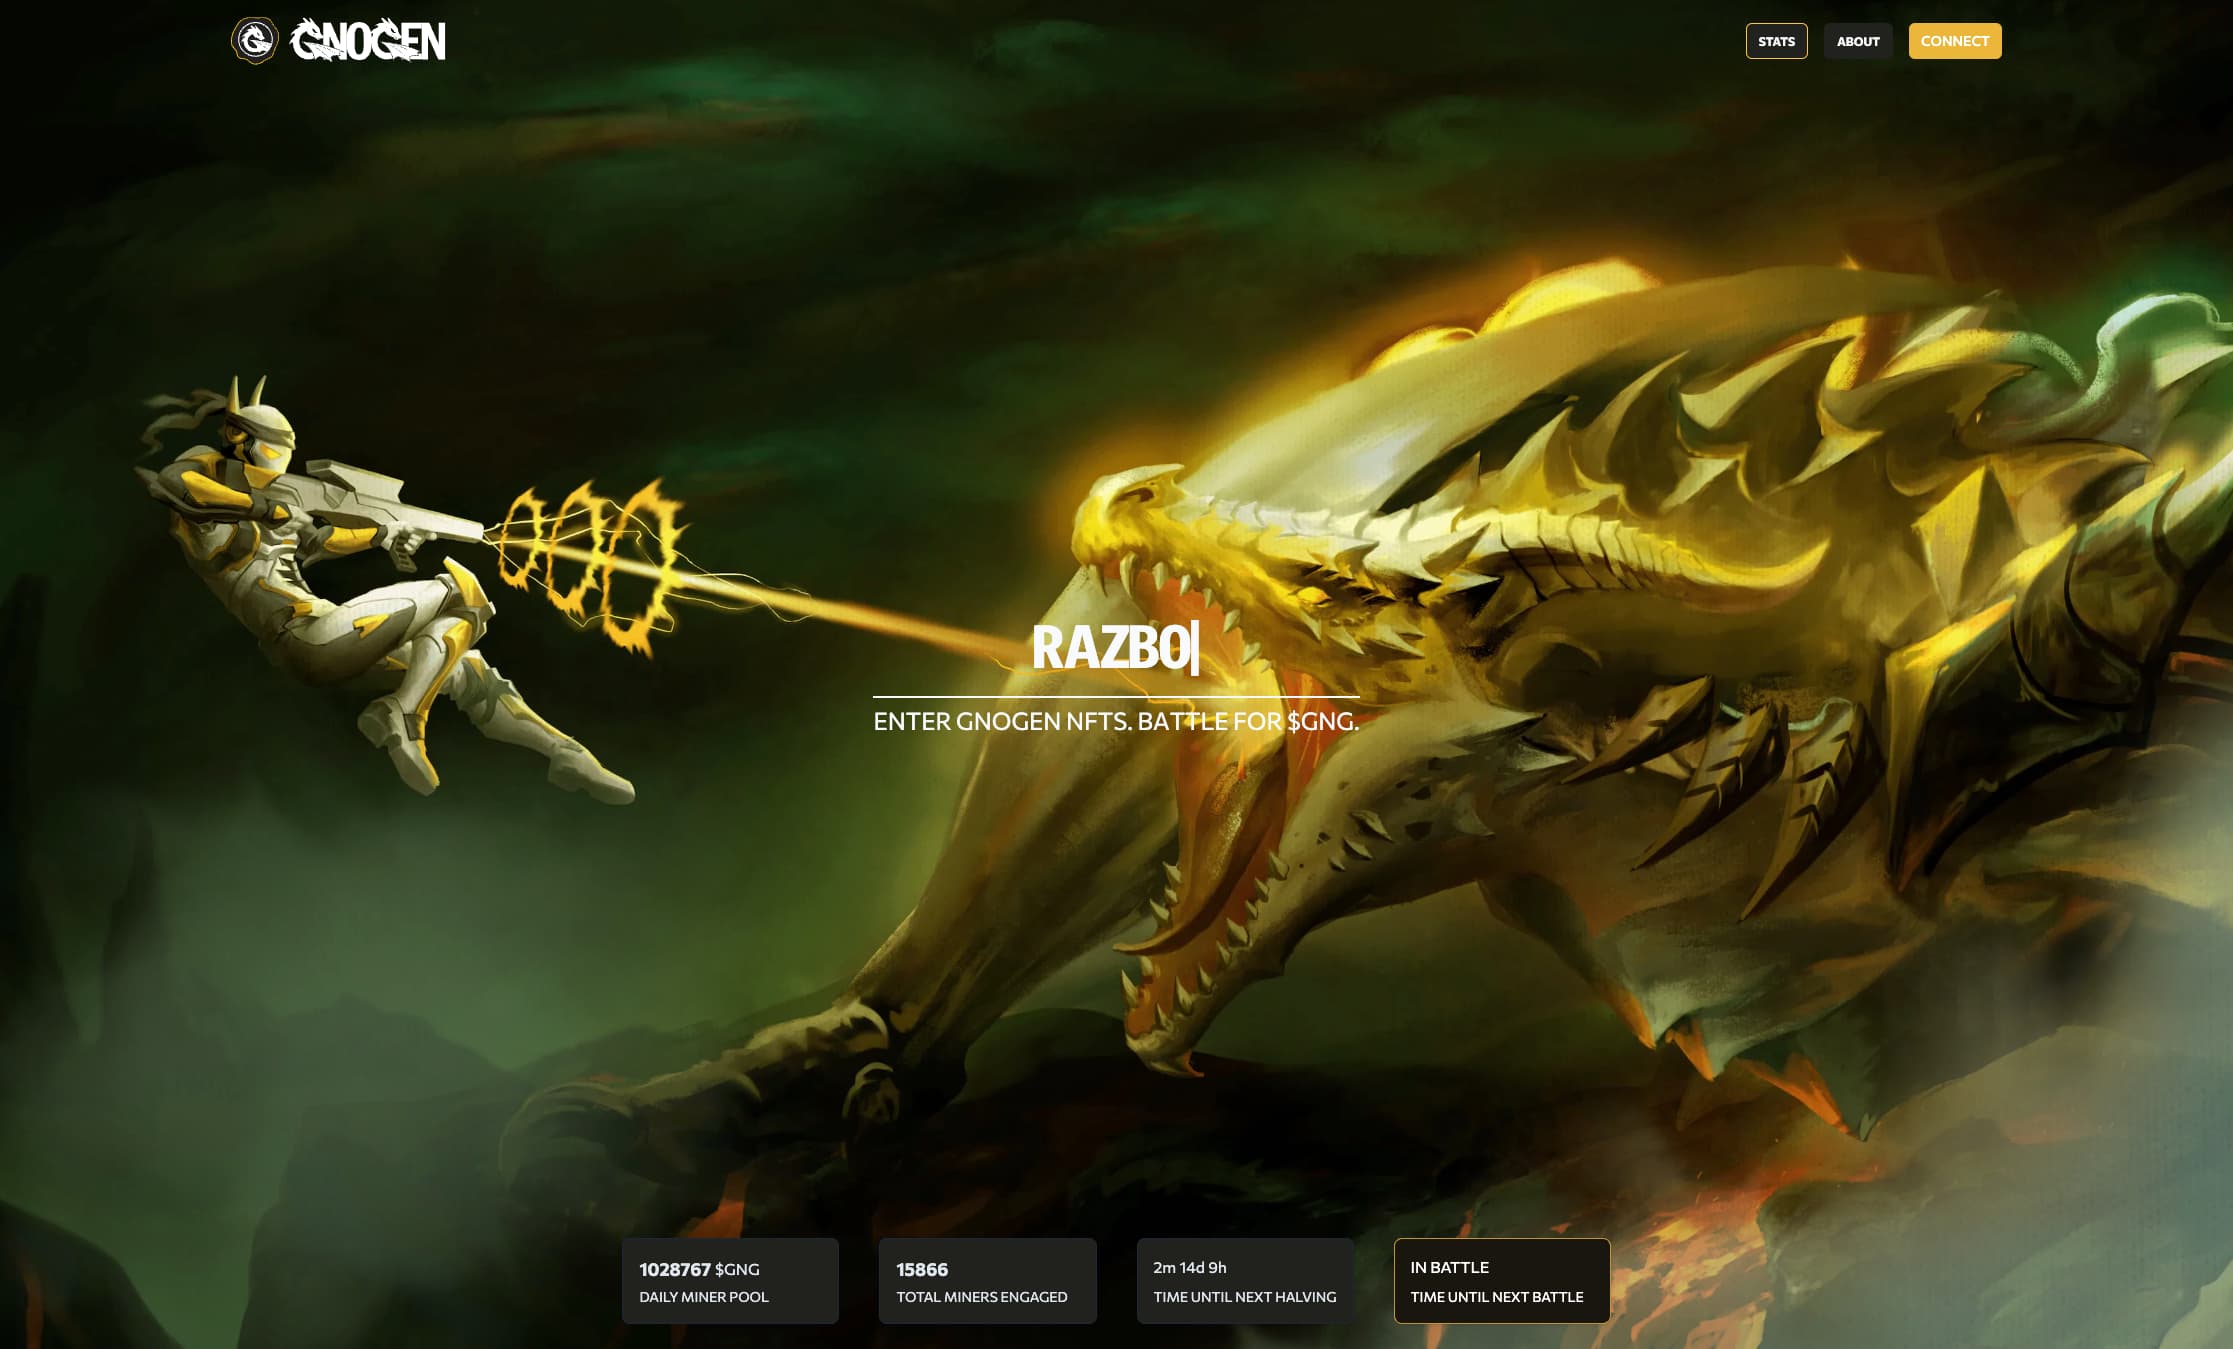 GNOGEN
STATS
ABOUT
CONNECT
RAZBO
ENTER GNOGEN NFTS. BATTLE FOR $GNG.
1028767 $GNG
DAILY MINER POOL
15866
TOTAL MINERS ENGAGED
2m 14d 9h
TIME UNTIL NEXT HALVING
IN BATTLE
TIME UNTIL NEXT BATTLE